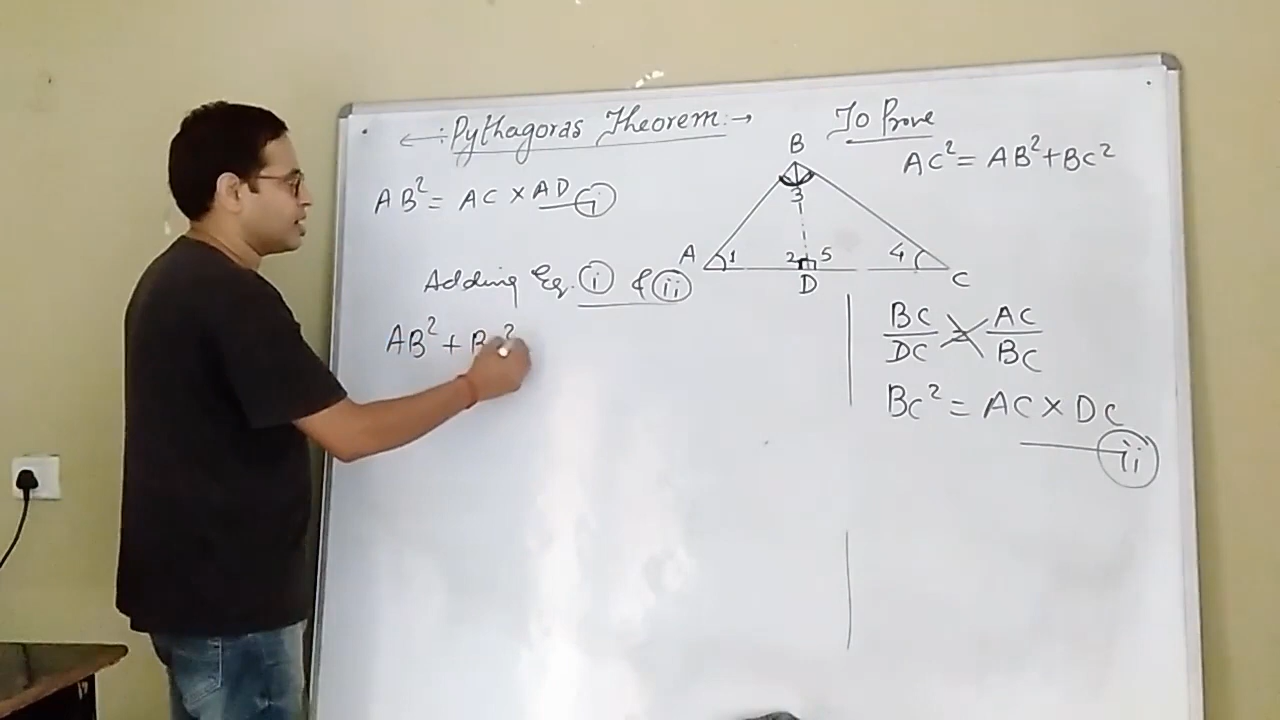 ←:Pythagoras Theorem:→
AB² = AC × AD — (i)
Adding Eq. (i) & (ii)
AB² + B ²
To Prove
AC² = AB² + BC²
B
3
A 1 2 5 4 C
D
BC/DC = AC/BC
BC² = AC × DC
— (ii)